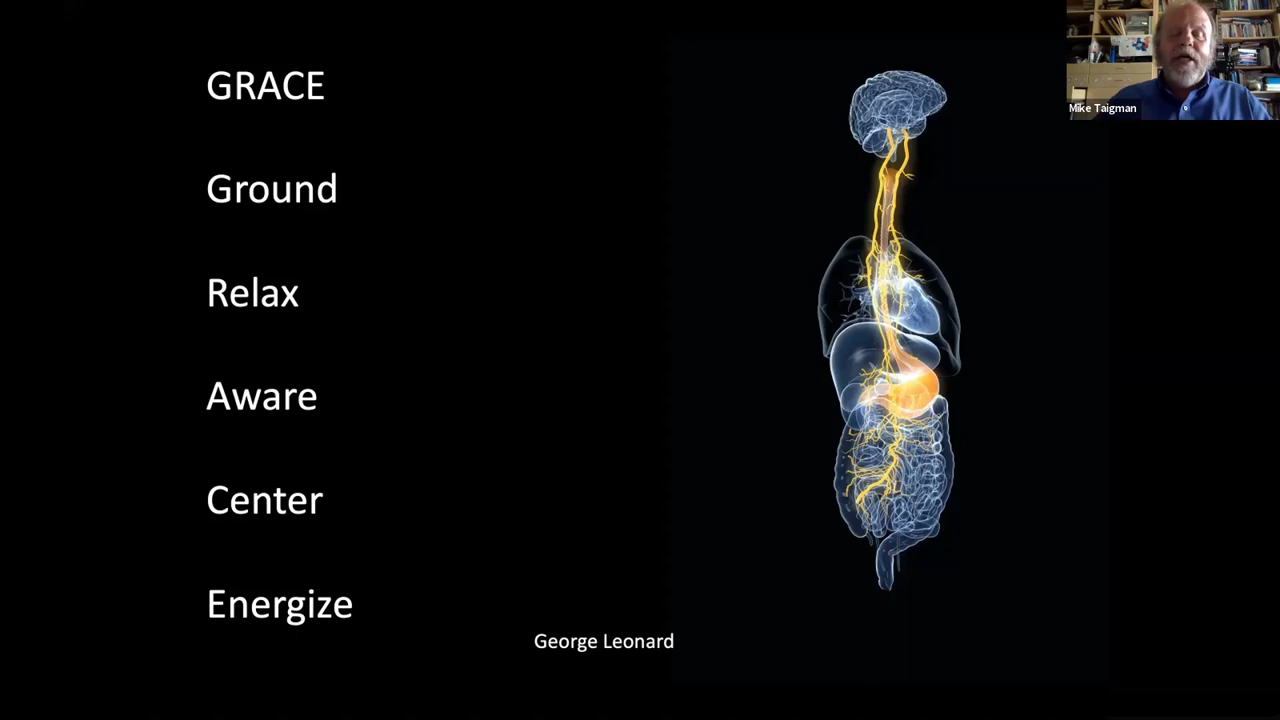 GRACE
Ground
Relax
Aware
Center
Energize
George Leonard
Mike Taigman